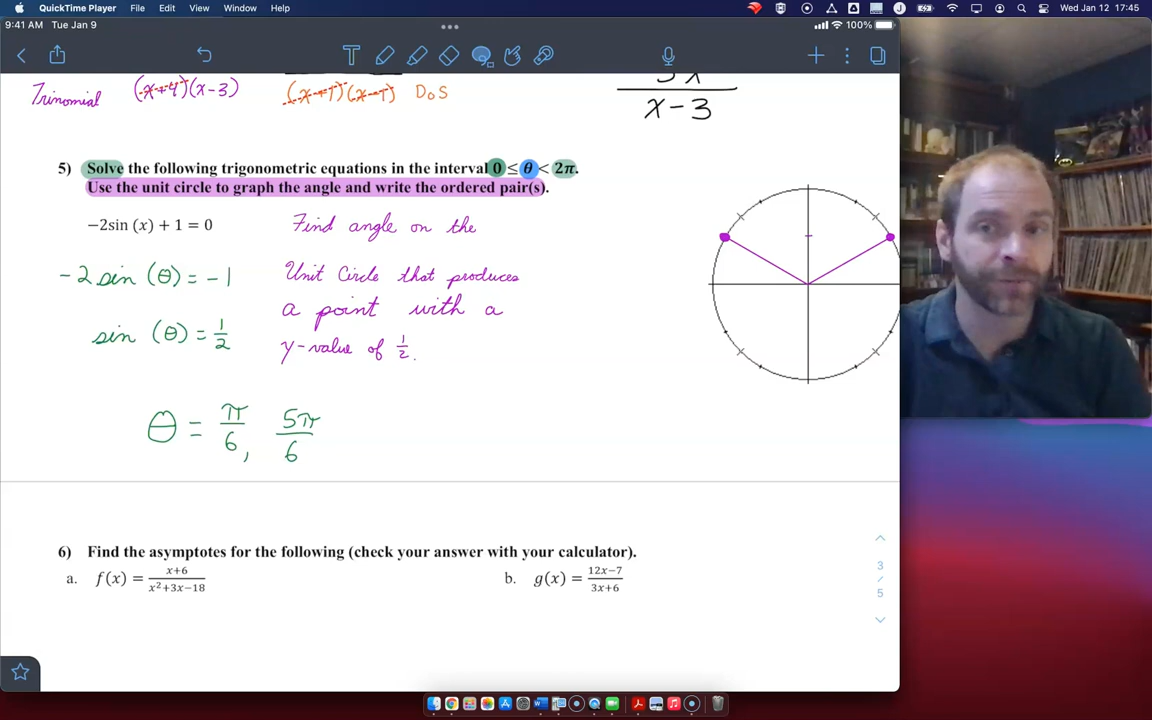 QuickTime Player File Edit View Window Help Wed Jan 12 17:45
9:41 AM Tue Jan 9 100%
Trinomial (x+4)(x-3) (x+1)(x-1) DoS
x-3
5) Solve the following trigonometric equations in the interval 0 ≤ θ < 2π.
Use the unit circle to graph the angle and write the ordered pair(s).
−2sin (x) + 1 = 0 Find angle on the
-2 sin (θ) = -1 Unit Circle that produces
a point with a
sin (θ) = 1/2
y-value of 1/2.
θ = π/6, 5π/6
6) Find the asymptotes for the following (check your answer with your calculator).
a. f(x) = x+6/x²+3x−18 b. g(x) = 12x−7/3x+6
3
/
5